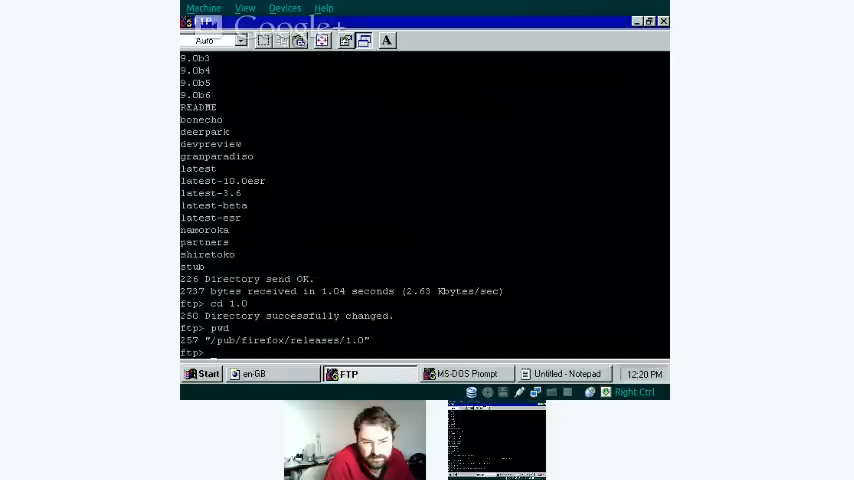 Machine View Devices Help
FTP
Google+
Auto
A
9.0b3
9.0b4
9.0b5
9.0b6
README
bonecho
deerpark
devpreview
granparadiso
latest
latest-10.0esr
latest-3.6
latest-beta
latest-esr
namoroka
partners
shiretoko
stub
226 Directory send OK.
2737 bytes received in 1.04 seconds (2.63 Kbytes/sec)
ftp> cd 1.0
250 Directory successfully changed.
ftp> pwd
257 "/pub/firefox/releases/1.0"
ftp> _
Start en-GB FTP MS-DOS Prompt Untitled - Notepad 12:20 PM
Right Ctrl